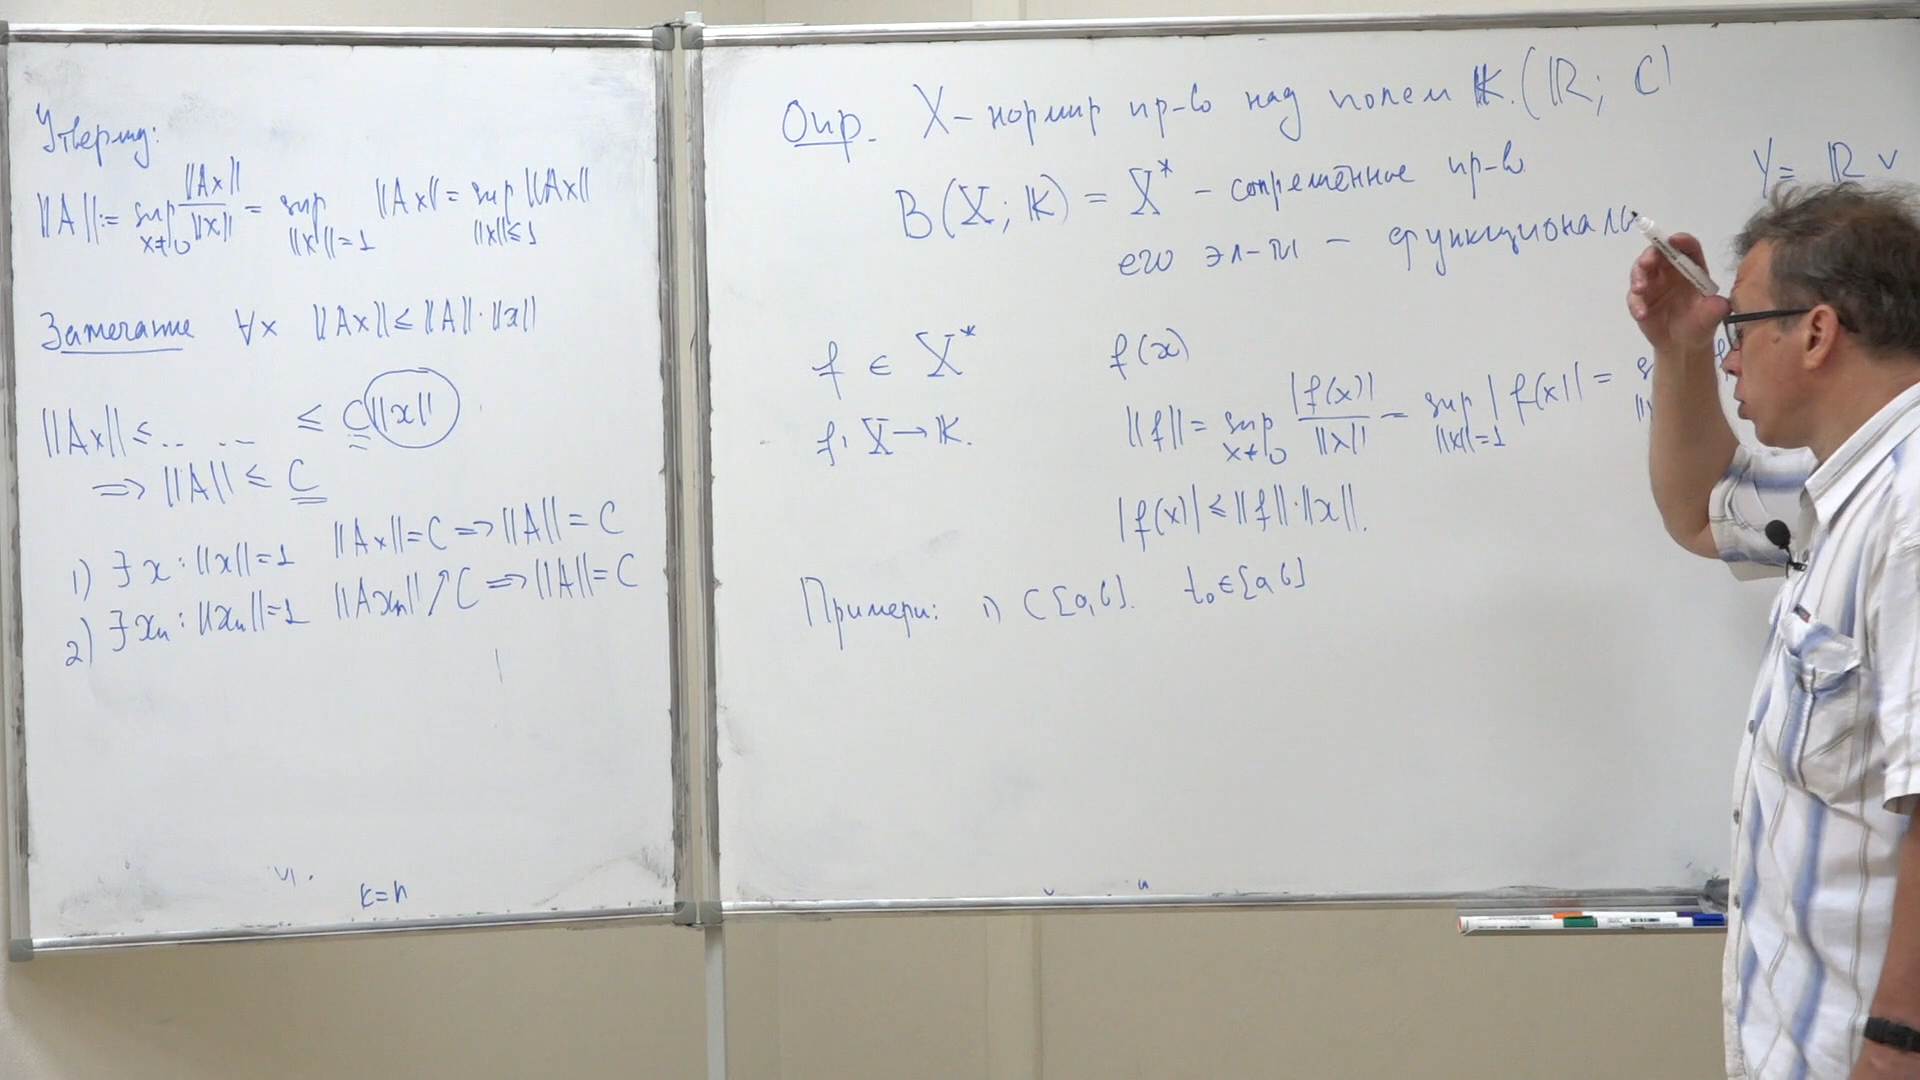 Утвержд:
||A||:= sup x≠0 ||Ax||/||x|| = sup ||x||=1 ||Ax|| = sup ||x||≤1 ||Ax||
Замечание ∀x ||Ax|| ≤ ||A||·||x||
||Ax|| ≤ .. .. ≤ C||x||
⇒ ||A|| ≤ C
1) ∃x: ||x||=1 ||Ax||=C ⇒ ||A||=C
2) ∃xₙ: ||xₙ||=1 ||Axₙ|| ↗ C ⇒ ||A||=C
k=n
Опр. X – нормир пр-во над полем K. (ℝ; ℂ)
B(X; K) = X* – сопряжённое пр-во
Y = ℝ
его эл-ты – функционалы
f ∈ X* f(x)
f: X → K.
||f|| = sup x≠0 |f(x)|/||x|| = sup ||x||=1 |f(x)| =
|f(x)| ≤ ||f||·||x||.
Примеры: 1) C[a,b]. t₀∈[a,b]